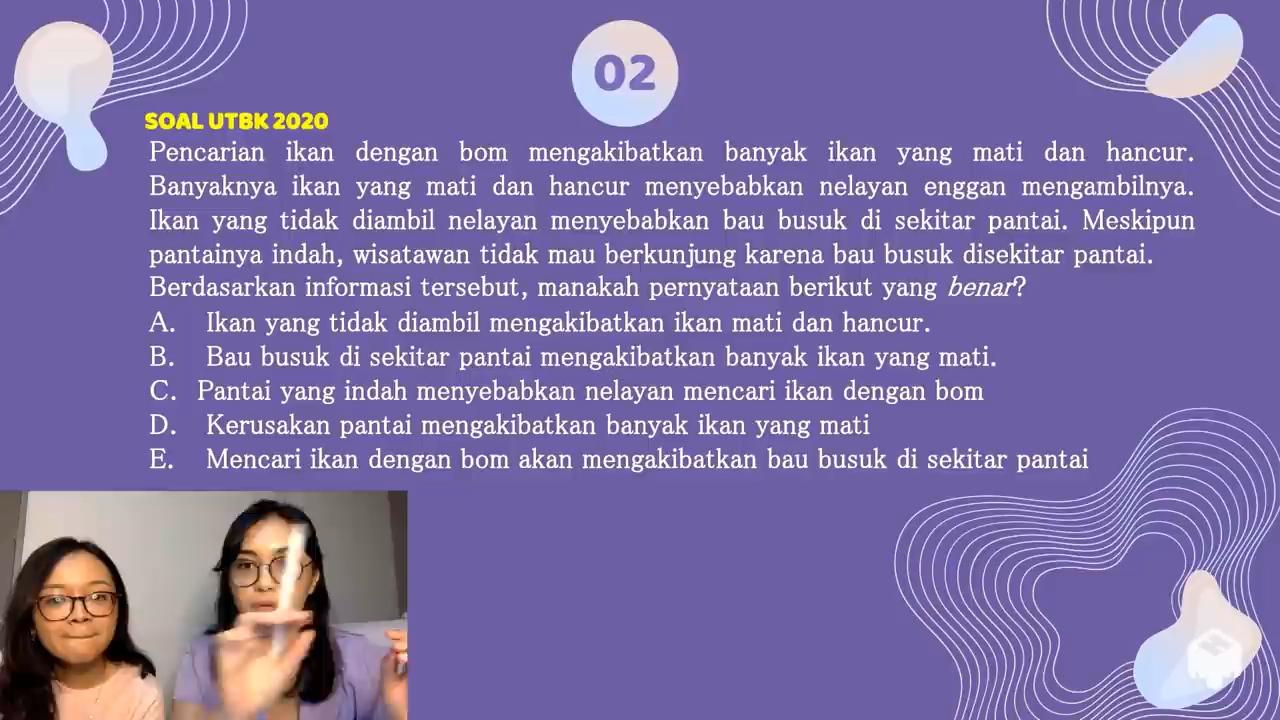 02
SOAL UTBK 2020
Pencarian ikan dengan bom mengakibatkan banyak ikan yang mati dan hancur.
Banyaknya ikan yang mati dan hancur menyebabkan nelayan enggan mengambilnya.
Ikan yang tidak diambil nelayan menyebabkan bau busuk di sekitar pantai. Meskipun
pantainya indah, wisatawan tidak mau berkunjung karena bau busuk disekitar pantai.
Berdasarkan informasi tersebut, manakah pernyataan berikut yang benar?
A. Ikan yang tidak diambil mengakibatkan ikan mati dan hancur.
B. Bau busuk di sekitar pantai mengakibatkan banyak ikan yang mati.
C. Pantai yang indah menyebabkan nelayan mencari ikan dengan bom
D. Kerusakan pantai mengakibatkan banyak ikan yang mati
E. Mencari ikan dengan bom akan mengakibatkan bau busuk di sekitar pantai